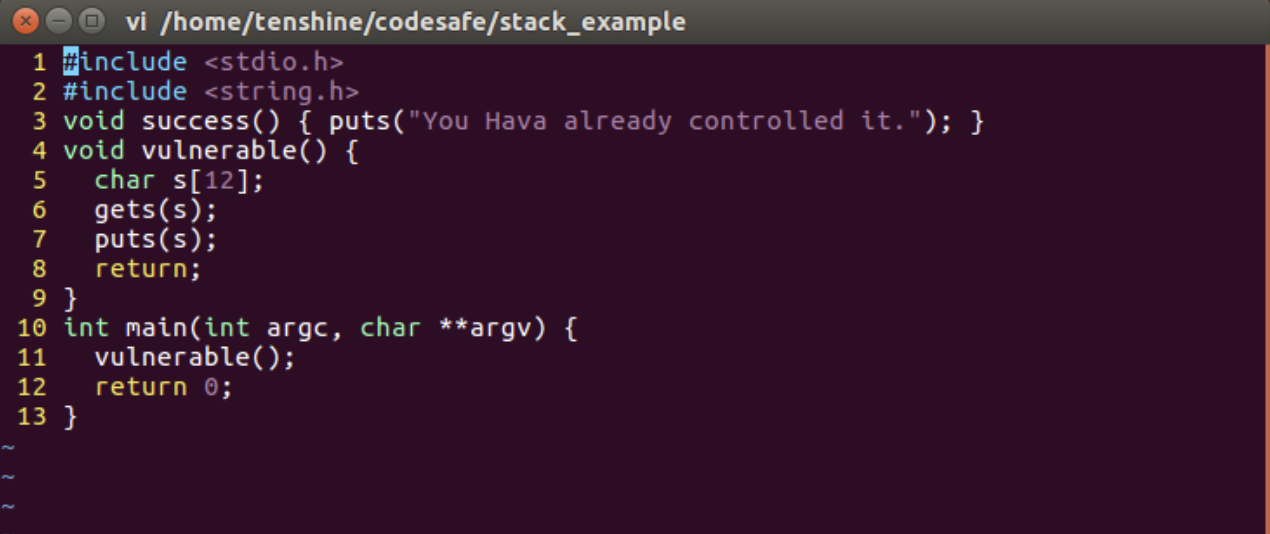 vi /home/tenshine/codesafe/stack_example
1 #include <stdio.h>
2 #include <string.h>
3 void success() { puts("You Hava already controlled it."); }
4 void vulnerable() {
5   char s[12];
6   gets(s);
7   puts(s);
8   return;
9 }
10 int main(int argc, char **argv) {
11   vulnerable();
12   return 0;
13 }
~
~
~